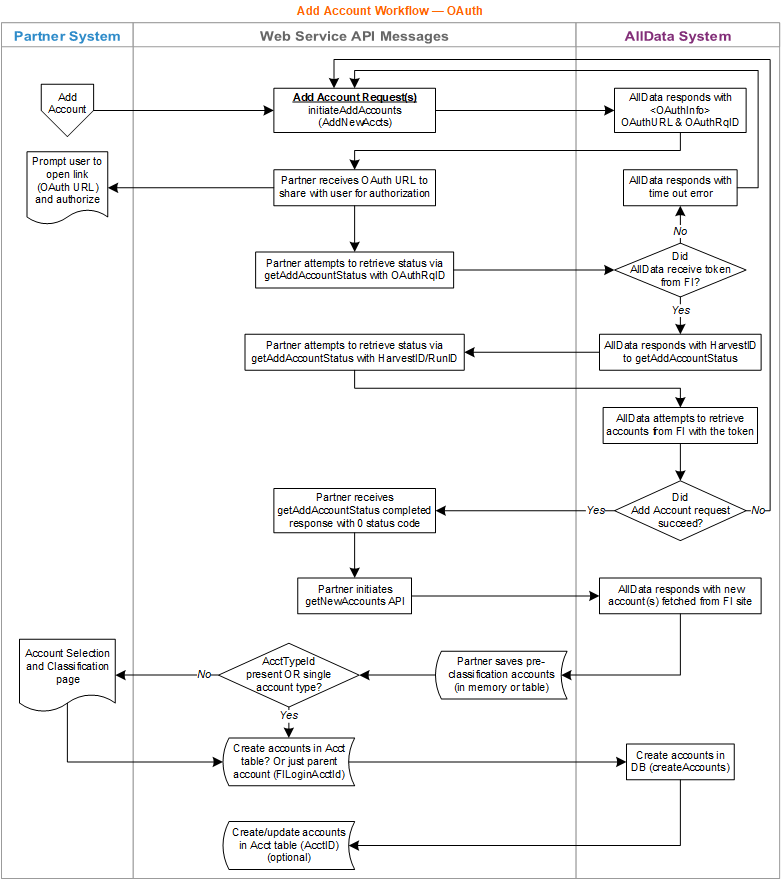 Add Account Workflow — OAuth
Partner System
Web Service API Messages
AllData System
Add
Account
Add Account Request(s)
initiateAddAccounts
(AddNewAccts)
AllData responds with
<OAuthInfo>
OAuthURL & OAuthRqID
Prompt user to
open link
(OAuth URL)
and authorize
Partner receives OAuth URL to
share with user for authorization
AllData responds with
time out error
No
Partner attempts to retrieve status via
getAddAccountStatus with OAuthRqID
Did
AllData receive token
from FI?
Yes
Partner attempts to retrieve status via
getAddAccountStatus with HarvestID/RunID
AllData responds with HarvestID
to getAddAccountStatus
AllData attempts to retrieve
accounts from FI with the token
Partner receives
getAddAccountStatus completed
response with 0 status code
Yes
Did
Add Account request
succeed?
No
Partner initiates
getNewAccounts API
AllData responds with new
account(s) fetched from FI site
Account Selection
and Classification
page
No
AcctTypeId
present OR single
account type?
Partner saves pre-
classification accounts
(in memory or table)
Yes
Create accounts in Acct
table? Or just parent
account (FILoginAcctId)
Create accounts in
DB (createAccounts)
Create/update accounts
in Acct table (AcctID)
(optional)